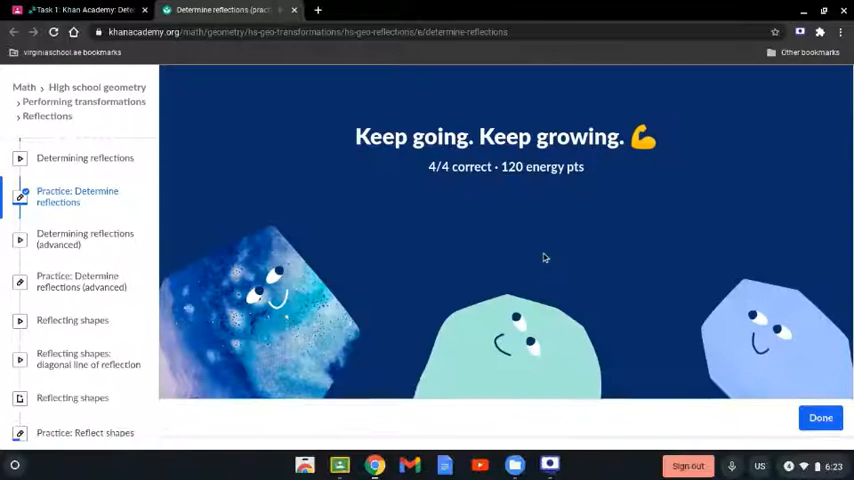 Task 1: Khan Academy: Dete
Determine reflections (prac
khanacademy.org/math/geometry/hs-geo-transformations/hs-geo-reflections/e/determine-reflections
virginiaschool.ae bookmarks
Other bookmarks
Math > High school geometry
> Performing transformations
> Reflections
Determining reflections
Practice: Determine
reflections
Determining reflections
(advanced)
Practice: Determine
reflections (advanced)
Reflecting shapes
Reflecting shapes:
diagonal line of reflection
Reflecting shapes
Practice: Reflect shapes
Keep going. Keep growing. 💪
4/4 correct · 120 energy pts
Done
Sign out
US
6:23